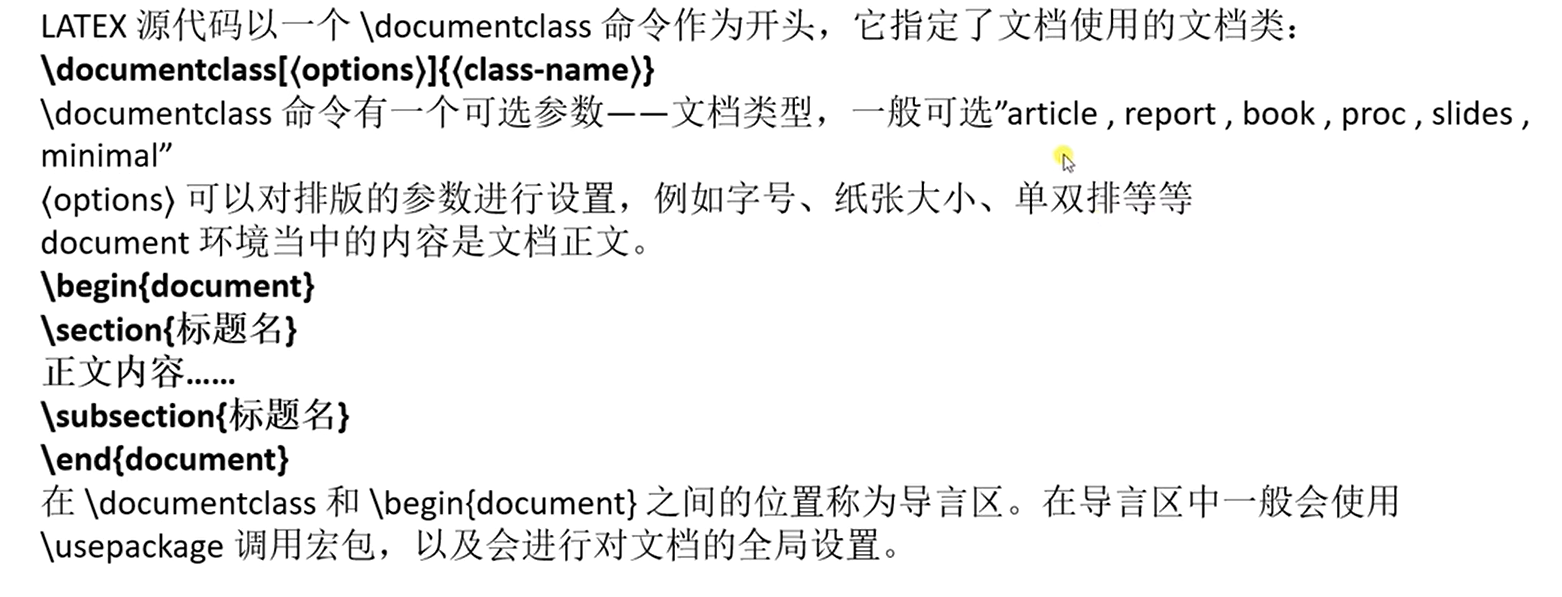 LATEX 源代码以一个 \documentclass 命令作为开头，它指定了文档使用的文档类：
\documentclass[⟨options⟩]{⟨class-name⟩}
\documentclass 命令有一个可选参数——文档类型，一般可选”article , report , book , proc , slides ,
minimal”
⟨options⟩ 可以对排版的参数进行设置，例如字号、纸张大小、单双排等等
document 环境当中的内容是文档正文。
\begin{document}
\section{标题名}
正文内容……
\subsection{标题名}
\end{document}
在 \documentclass 和 \begin{document} 之间的位置称为导言区。在导言区中一般会使用
\usepackage 调用宏包，以及会进行对文档的全局设置。